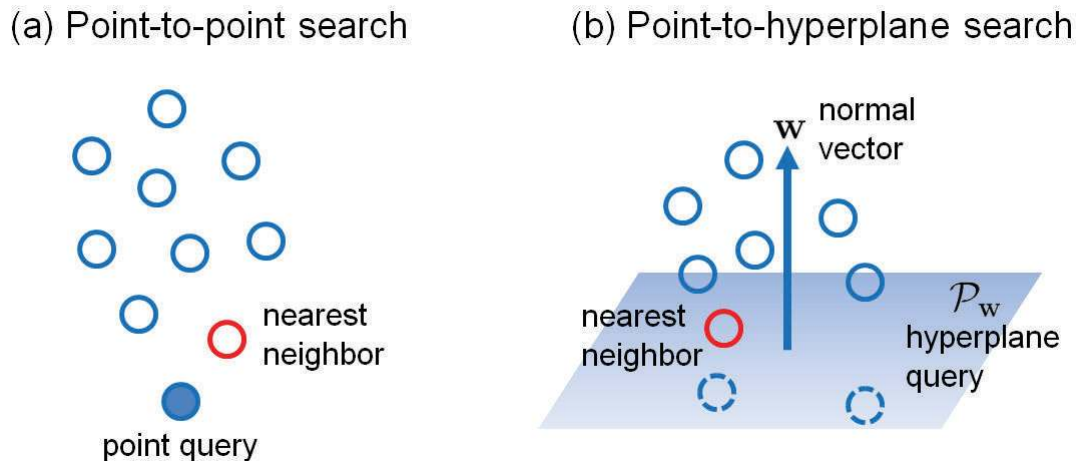 (a) Point-to-point search
nearest
neighbor
point query
(b) Point-to-hyperplane search
w normal
vector
nearest
neighbor
𝒫w
hyperplane
query